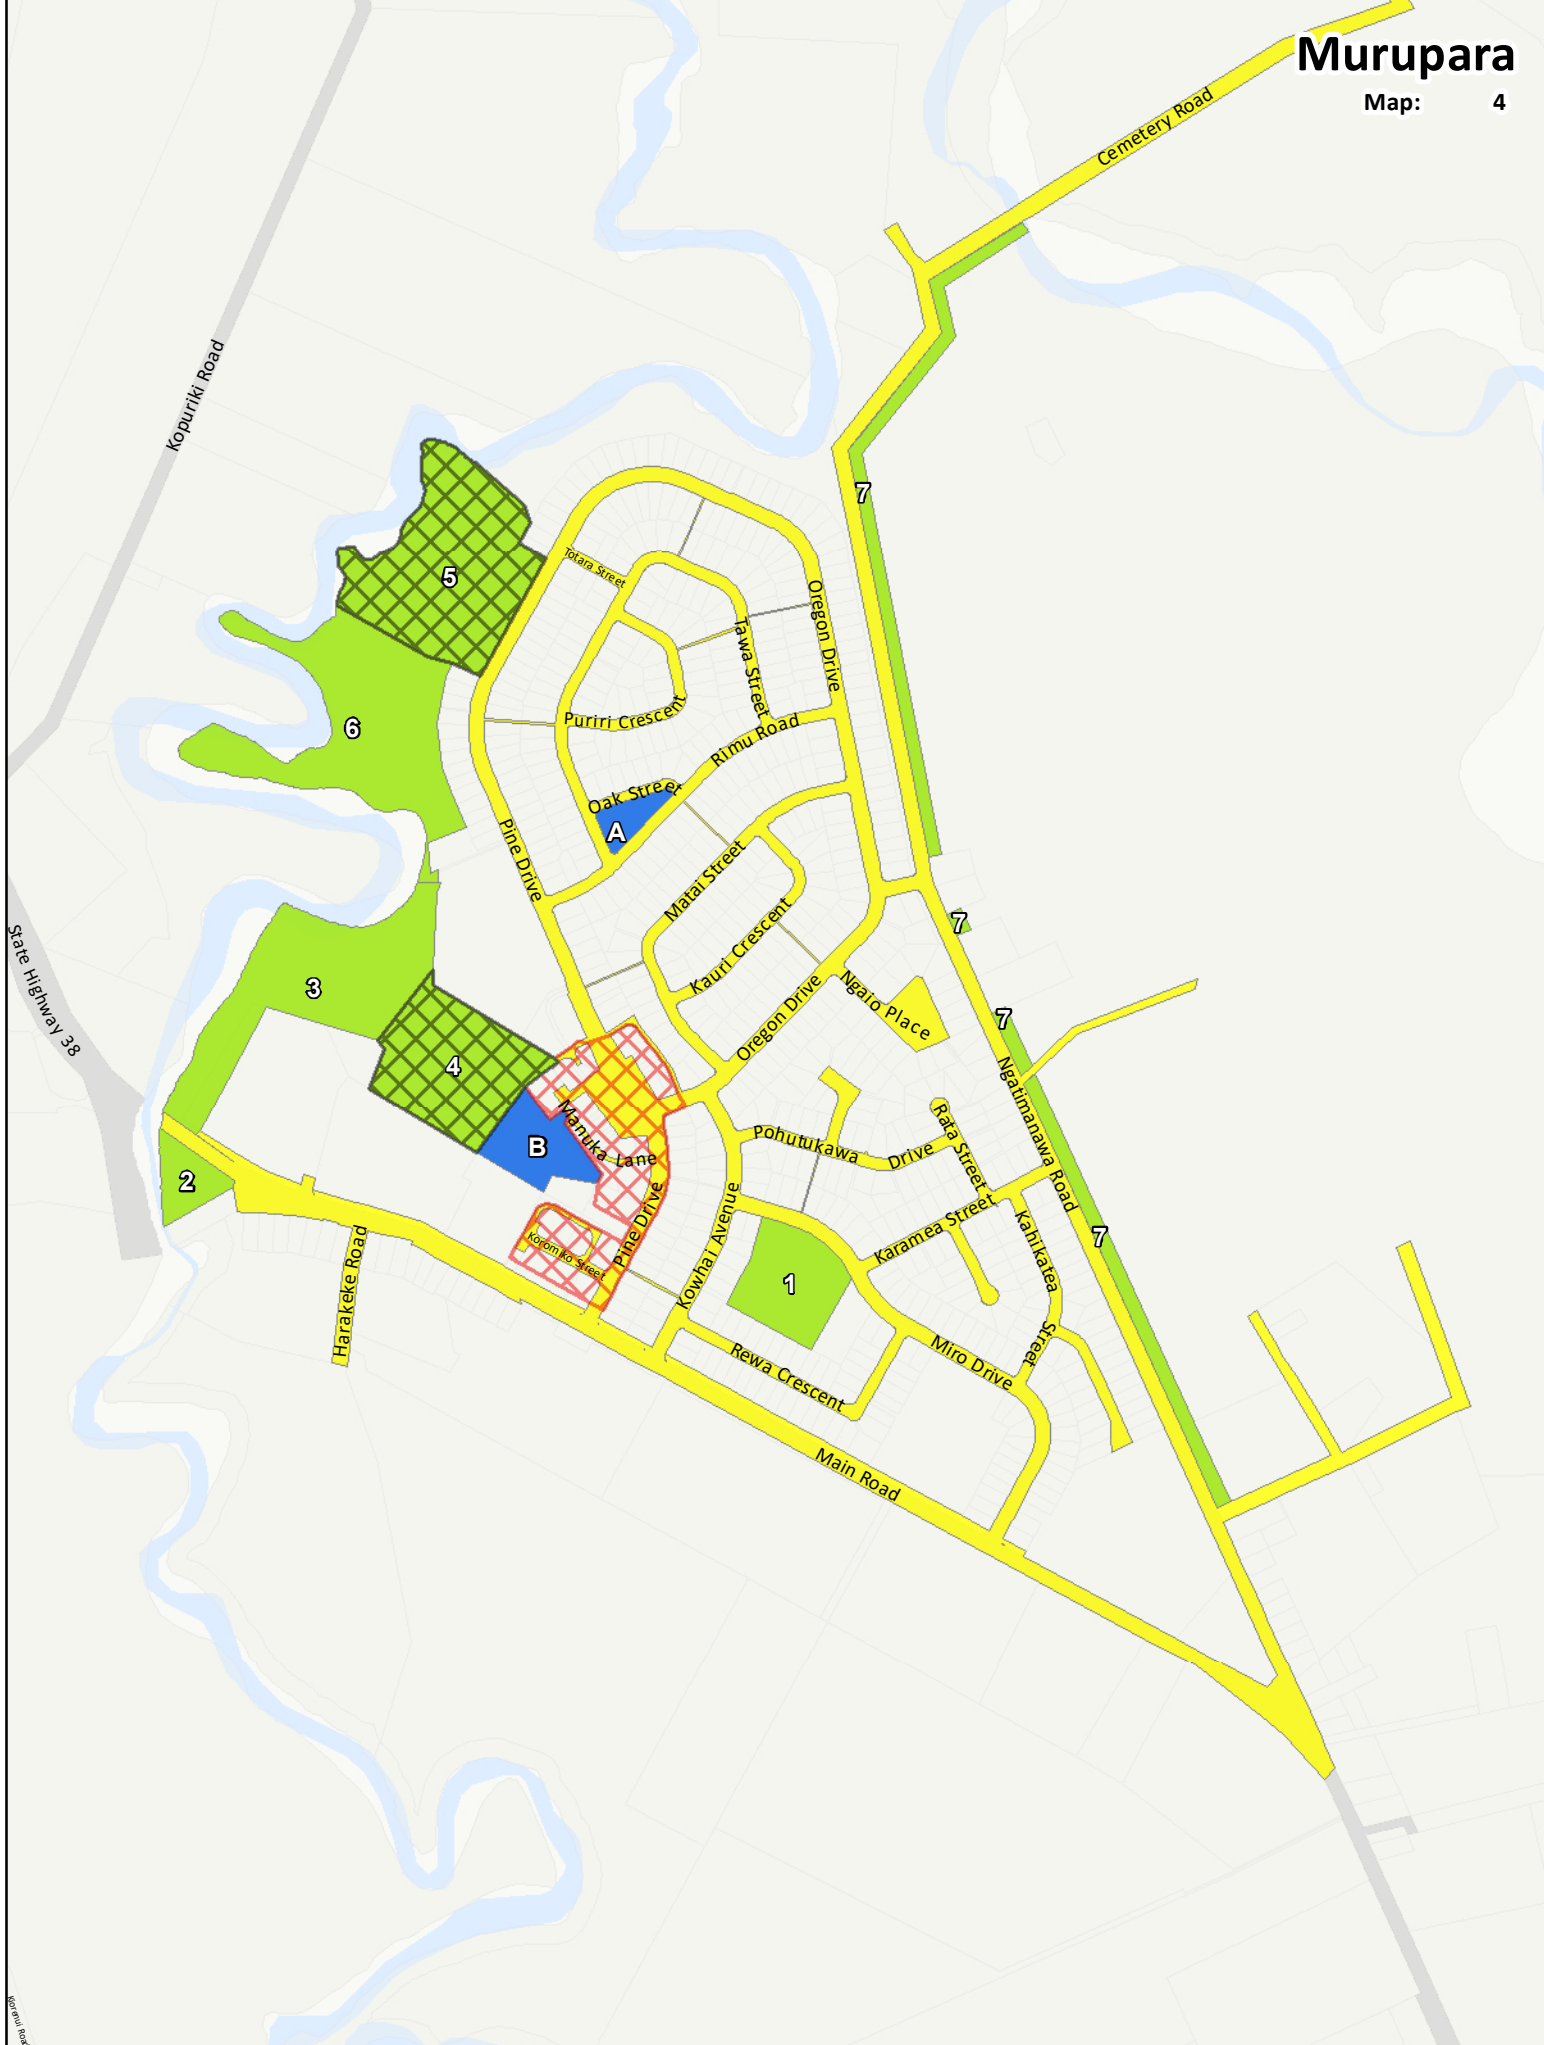 Murupara
Map: 4
Cemetery Road
Kopuriki Road
7
5
Totara Street
Oregon Drive
Tawa Street
6
Puriri Crescent
Rimu Road
Oak Street
A
Pine Drive
Matai Street
7
Kauri Crescent
State Highway 38
3
Ngaio Place
7
Oregon Drive
4
Ngatimanawa Road
Manuka Lane
B
Pohutukawa Drive
Rata Street
2
Pine Drive
Kowhai Avenue
Karamea Street
Kahikatea Street
7
Harakeke Road
Koromiko Street
1
Miro Drive
Rewa Crescent
Main Road